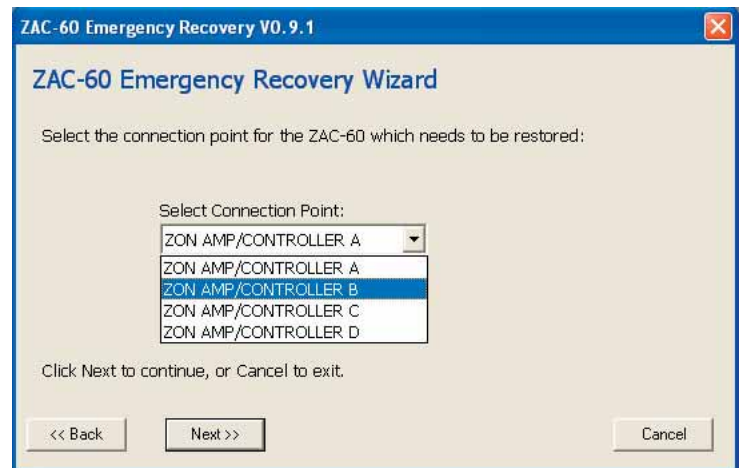 ZAC-60 Emergency Recovery V0.9.1
ZAC-60 Emergency Recovery Wizard
Select the connection point for the ZAC-60 which needs to be restored:
Select Connection Point:
ZON AMP/CONTROLLER A
ZON AMP/CONTROLLER A
ZON AMP/CONTROLLER B
ZON AMP/CONTROLLER C
ZON AMP/CONTROLLER D
Click Next to continue, or Cancel to exit.
<< Back Next >> Cancel